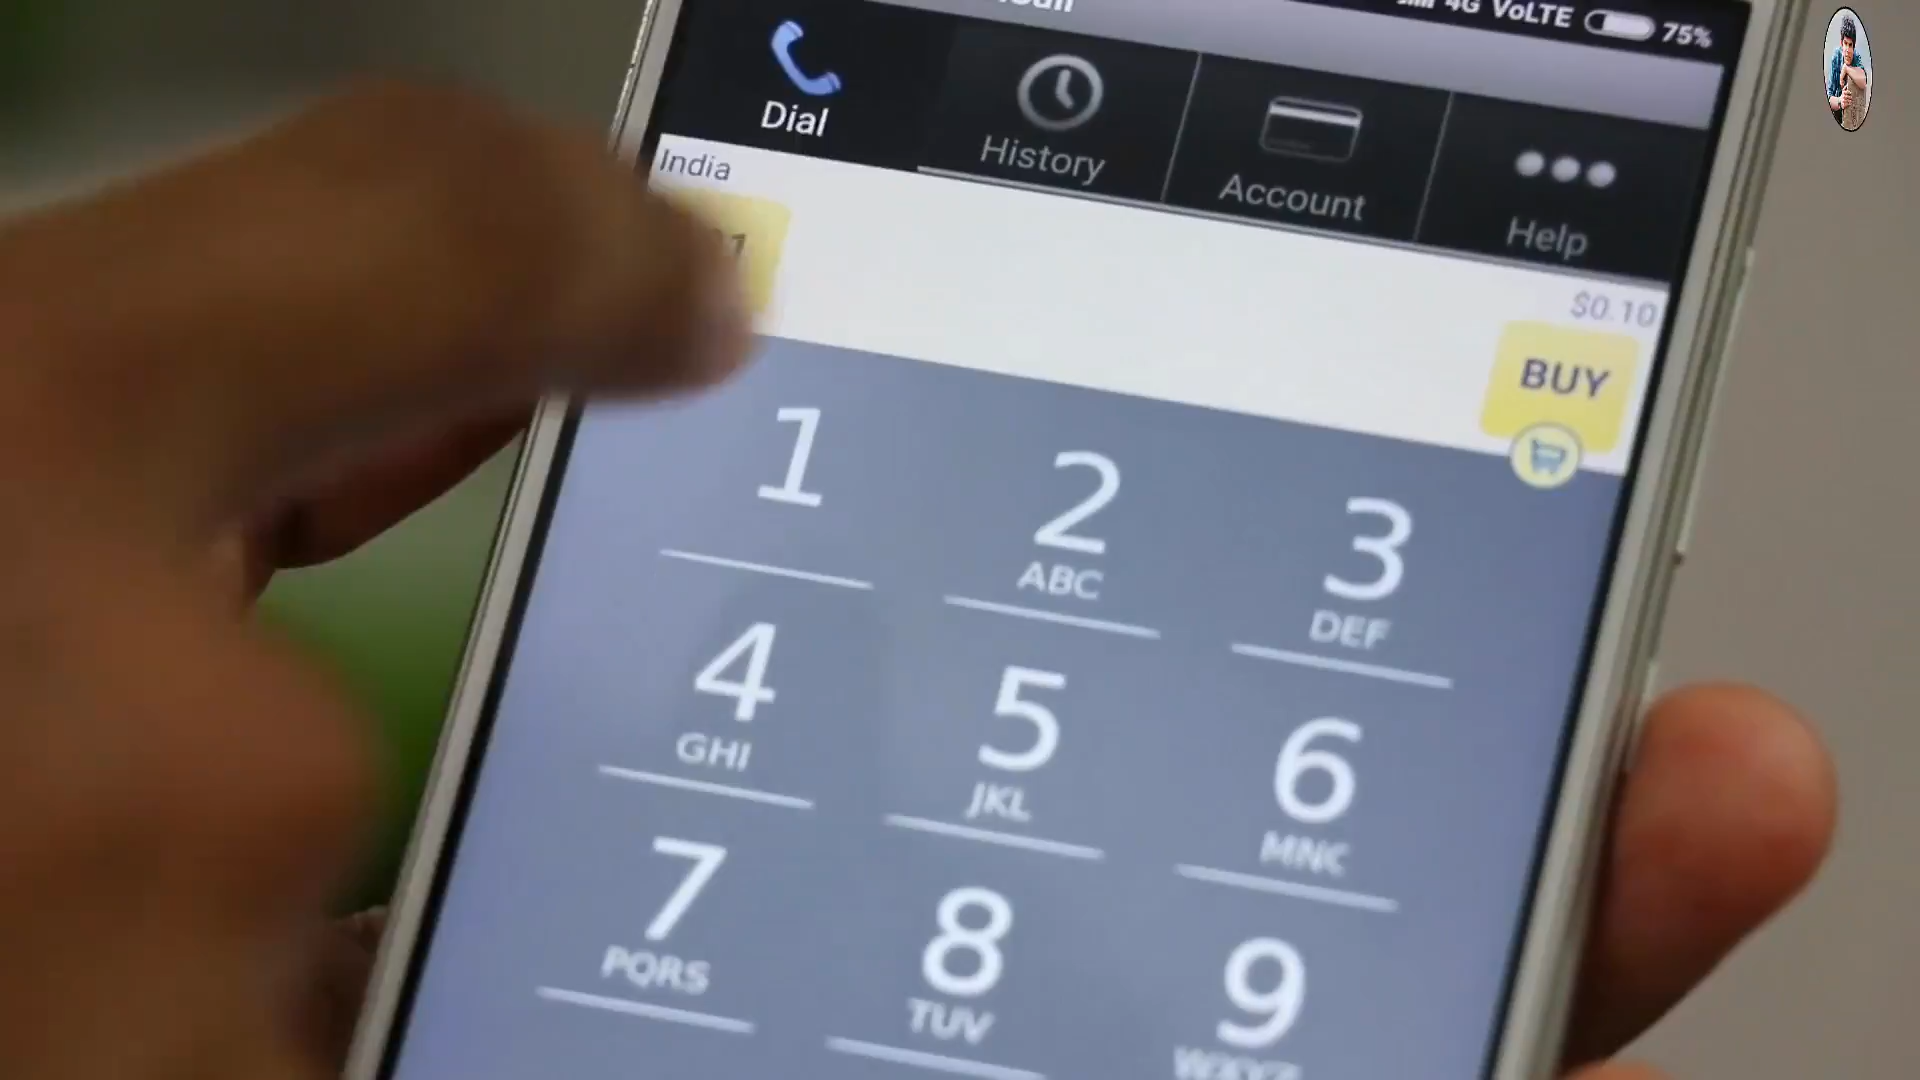 4G VoLTE 75%
Dial
History
Account
Help
India
$0.10
BUY
1
2
3
ABC
DEF
4
5
6
GHI
JKL
MNC
7
8
9
PQRS
TUV